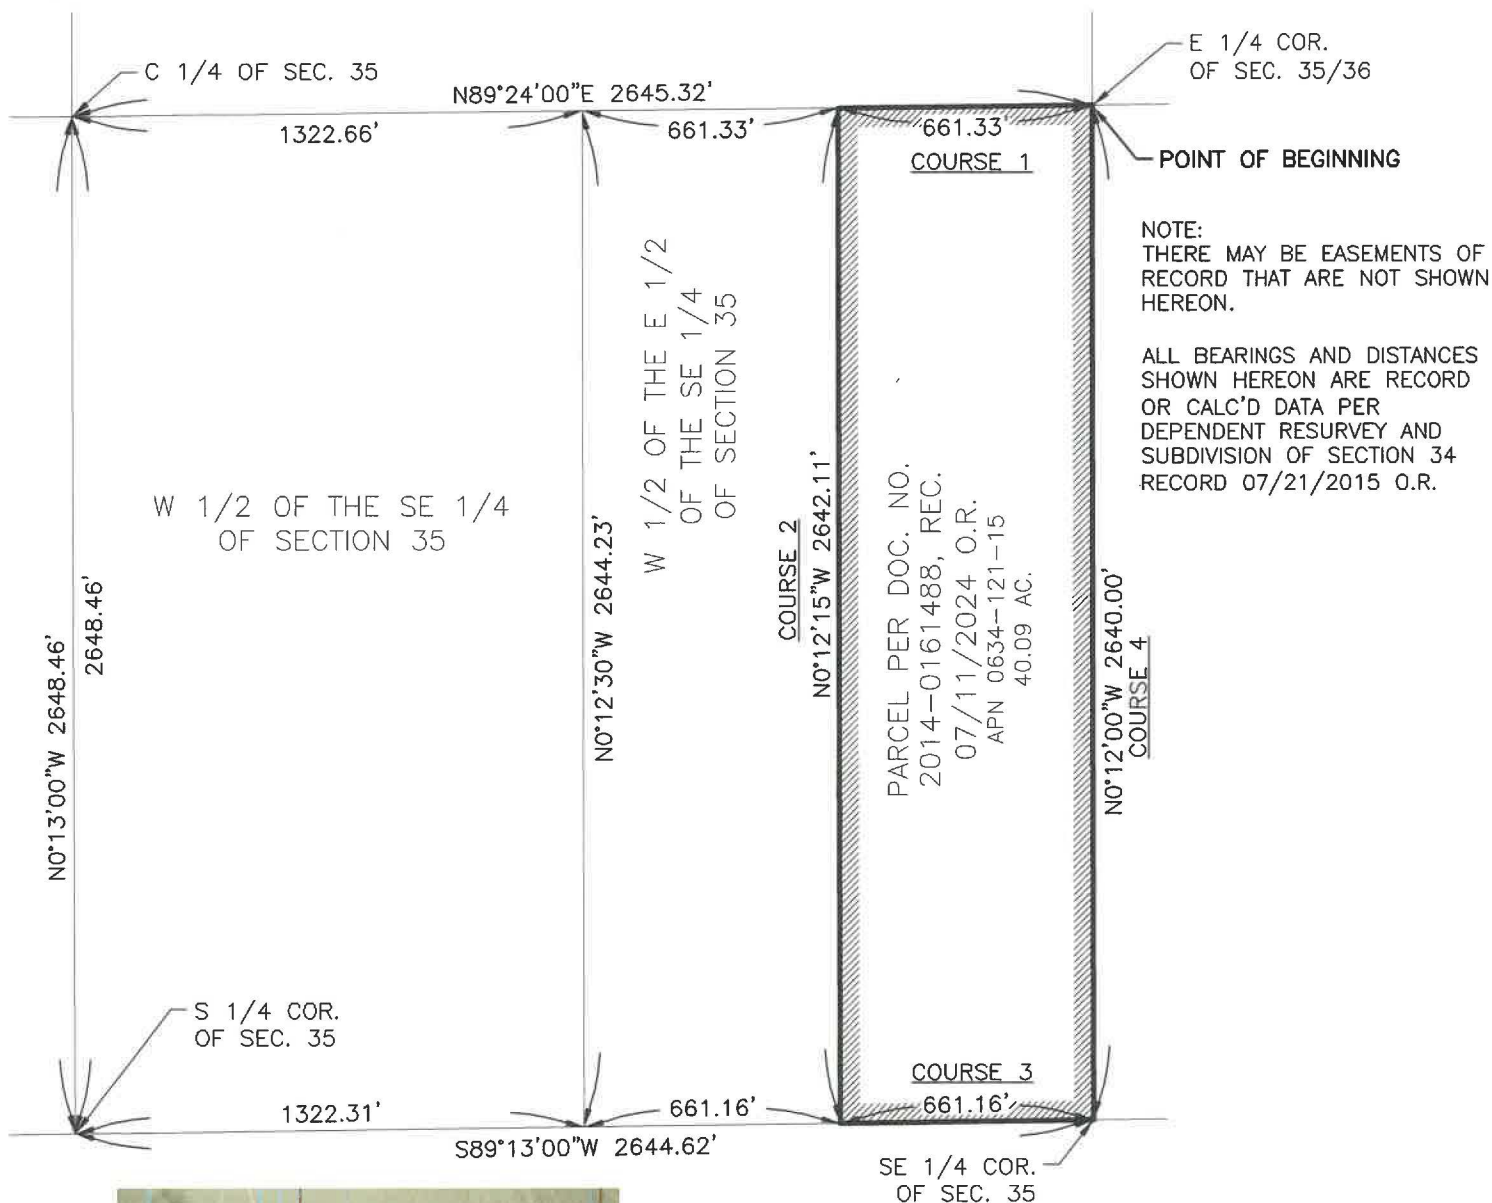 C 1/4 OF SEC. 35
E 1/4 COR.
OF SEC. 35/36
N89°24'00"E 2645.32'
1322.66'
661.33'
661.33'
COURSE 1
POINT OF BEGINNING
NOTE:
THERE MAY BE EASEMENTS OF
RECORD THAT ARE NOT SHOWN
HEREON.
ALL BEARINGS AND DISTANCES
SHOWN HEREON ARE RECORD
OR CALC'D DATA PER
DEPENDENT RESURVEY AND
SUBDIVISION OF SECTION 34
RECORD 07/21/2015 O.R.
W 1/2 OF THE SE 1/4
OF SECTION 35
W 1/2 OF THE E 1/2
OF THE SE 1/4
OF SECTION 35
N0°13'00"W 2648.46'
2648.46'
N0°12'30"W 2644.23'
COURSE 2
N0°12'15"W 2642.11'
PARCEL PER DOC. NO.
2014-0161488, REC.
07/11/2024 O.R.
APN 0634-121-15
40.09 AC.
N0°12'00"W 2640.00'
COURSE 4
S 1/4 COR.
OF SEC. 35
COURSE 3
1322.31'
661.16'
661.16'
S89°13'00"W 2644.62'
SE 1/4 COR.
OF SEC. 35